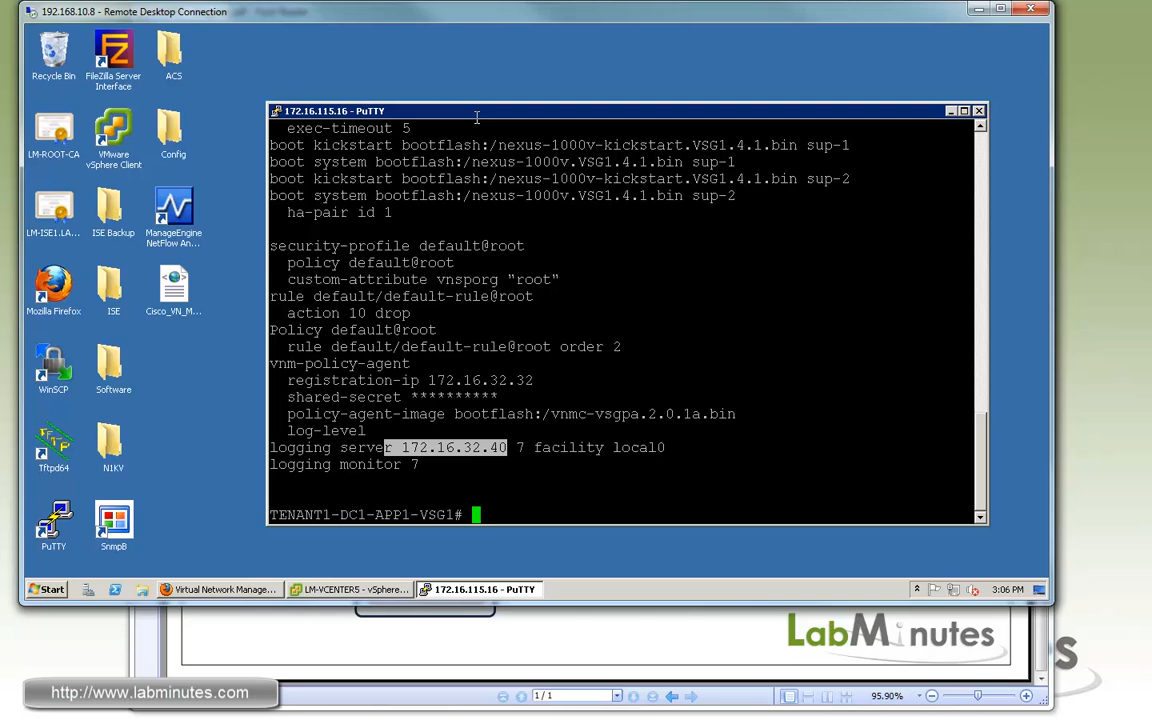 192.168.10.8 - Remote Desktop Connection
Recycle Bin
FileZilla Server
Interface
ACS
LM-ROOT-CA
VMware
vSphere Client
Config
LM-ISE1.LA...
ISE Backup
ManageEngine
NetFlow An...
Mozilla Firefox
ISE
Cisco_VN_M...
WinSCP
Software
Tftpd64
N1KV
PuTTY
SnmpB
172.16.115.16 - PuTTY
exec-timeout 5
boot kickstart bootflash:/nexus-1000v-kickstart.VSG1.4.1.bin sup-1
boot system bootflash:/nexus-1000v.VSG1.4.1.bin sup-1
boot kickstart bootflash:/nexus-1000v-kickstart.VSG1.4.1.bin sup-2
boot system bootflash:/nexus-1000v.VSG1.4.1.bin sup-2
ha-pair id 1
security-profile default@root
policy default@root
custom-attribute vnsporg "root"
rule default/default-rule@root
action 10 drop
Policy default@root
rule default/default-rule@root order 2
vnm-policy-agent
registration-ip 172.16.32.32
shared-secret **********
policy-agent-image bootflash:/vnmc-vsgpa.2.0.1a.bin
log-level
logging server 172.16.32.40 7 facility local0
logging monitor 7
TENANT1-DC1-APP1-VSG1#
Start
Virtual Network Manage...
LM-VCENTER5 - vSphere...
172.16.115.16 - PuTTY
3:06 PM
LabMinutes
http://www.labminutes.com
1 / 1
95.90%